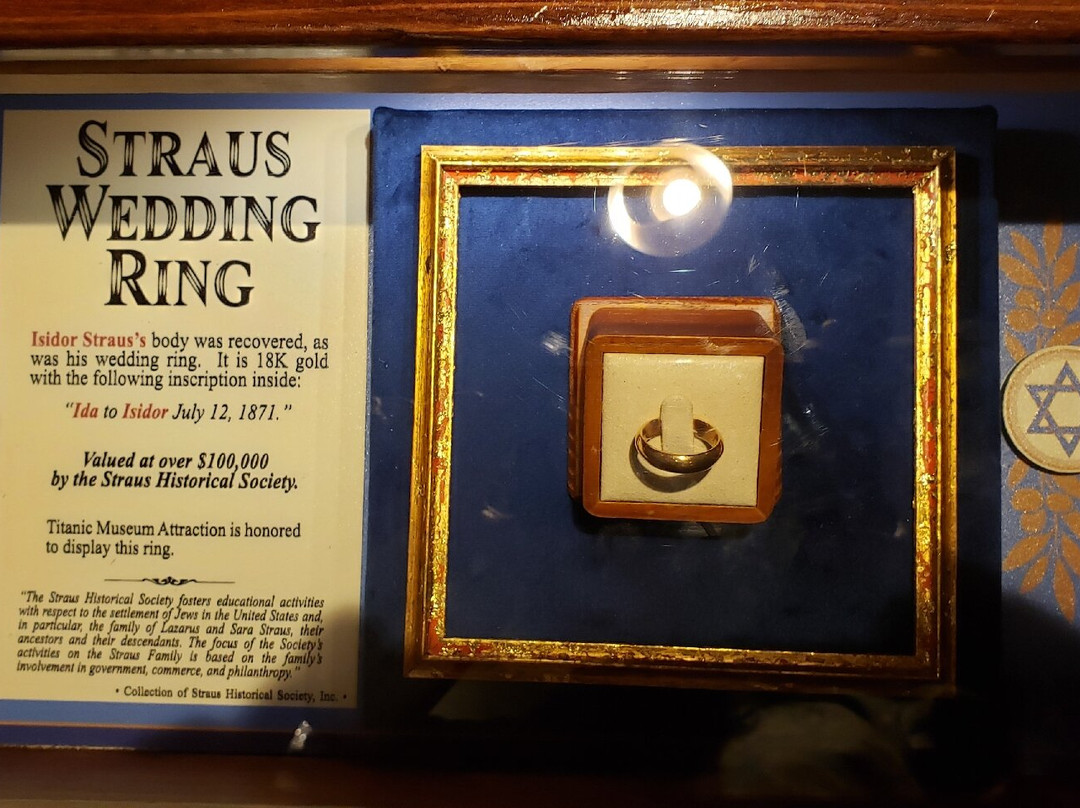 STRAUS
WEDDING
RING
Isidor Straus's body was recovered, as
was his wedding ring. It is 18K gold
with the following inscription inside:
"Ida to Isidor July 12, 1871."
Valued at over $100,000
by the Straus Historical Society.
Titanic Museum Attraction is honored
to display this ring.
"The Straus Historical Society fosters educational activities
with respect to the settlement of Jews in the United States and,
in particular, the family of Lazarus and Sara Straus, their
ancestors and their descendants. The focus of the Society's
activities on the Straus Family is based on the family's
involvement in government, commerce, and philanthropy."
• Collection of Straus Historical Society, Inc. •